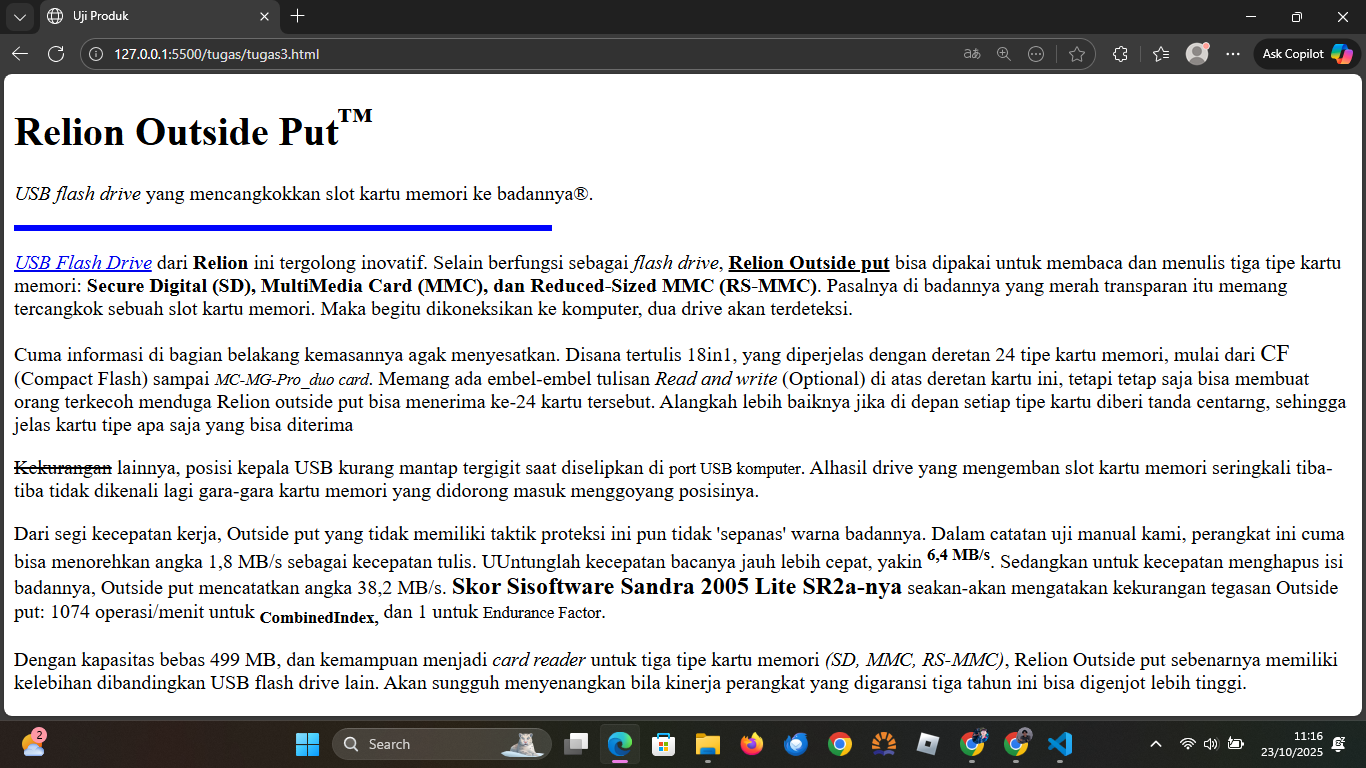 Uji Produk
127.0.0.1:5500/tugas/tugas3.html
aあ
Ask Copilot
Relion Outside Put™
USB flash drive yang mencangkokkan slot kartu memori ke badannya®.
USB Flash Drive dari Relion ini tergolong inovatif. Selain berfungsi sebagai flash drive, Relion Outside put bisa dipakai untuk membaca dan menulis tiga tipe kartu
memori: Secure Digital (SD), MultiMedia Card (MMC), dan Reduced-Sized MMC (RS-MMC). Pasalnya di badannya yang merah transparan itu memang
tercangkok sebuah slot kartu memori. Maka begitu dikoneksikan ke komputer, dua drive akan terdeteksi.
Cuma informasi di bagian belakang kemasannya agak menyesatkan. Disana tertulis 18in1, yang diperjelas dengan deretan 24 tipe kartu memori, mulai dari CF
(Compact Flash) sampai MC-MG-Pro_duo card. Memang ada embel-embel tulisan Read and write (Optional) di atas deretan kartu ini, tetapi tetap saja bisa membuat
orang terkecoh menduga Relion outside put bisa menerima ke-24 kartu tersebut. Alangkah lebih baiknya jika di depan setiap tipe kartu diberi tanda centarng, sehingga
jelas kartu tipe apa saja yang bisa diterima
Kekurangan lainnya, posisi kepala USB kurang mantap tergigit saat diselipkan di port USB komputer. Alhasil drive yang mengemban slot kartu memori seringkali tiba-
tiba tidak dikenali lagi gara-gara kartu memori yang didorong masuk menggoyang posisinya.
Dari segi kecepatan kerja, Outside put yang tidak memiliki taktik proteksi ini pun tidak 'sepanas' warna badannya. Dalam catatan uji manual kami, perangkat ini cuma
bisa menorehkan angka 1,8 MB/s sebagai kecepatan tulis. UUntunglah kecepatan bacanya jauh lebih cepat, yakin 6,4 MB/s. Sedangkan untuk kecepatan menghapus isi
badannya, Outside put mencatatkan angka 38,2 MB/s. Skor Sisoftware Sandra 2005 Lite SR2a-nya seakan-akan mengatakan kekurangan tegasan Outside
put: 1074 operasi/menit untuk CombinedIndex, dan 1 untuk Endurance Factor.
Dengan kapasitas bebas 499 MB, dan kemampuan menjadi card reader untuk tiga tipe kartu memori (SD, MMC, RS-MMC), Relion Outside put sebenarnya memiliki
kelebihan dibandingkan USB flash drive lain. Akan sungguh menyenangkan bila kinerja perangkat yang digaransi tiga tahun ini bisa digenjot lebih tinggi.
2
Search
11:16
23/10/2025